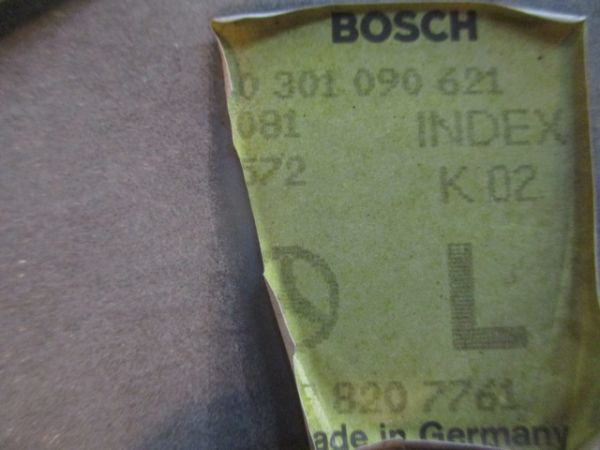 BOSCH
0 301 090 621
081 INDEX
572 K 02
L
820 7761
ade in Germany